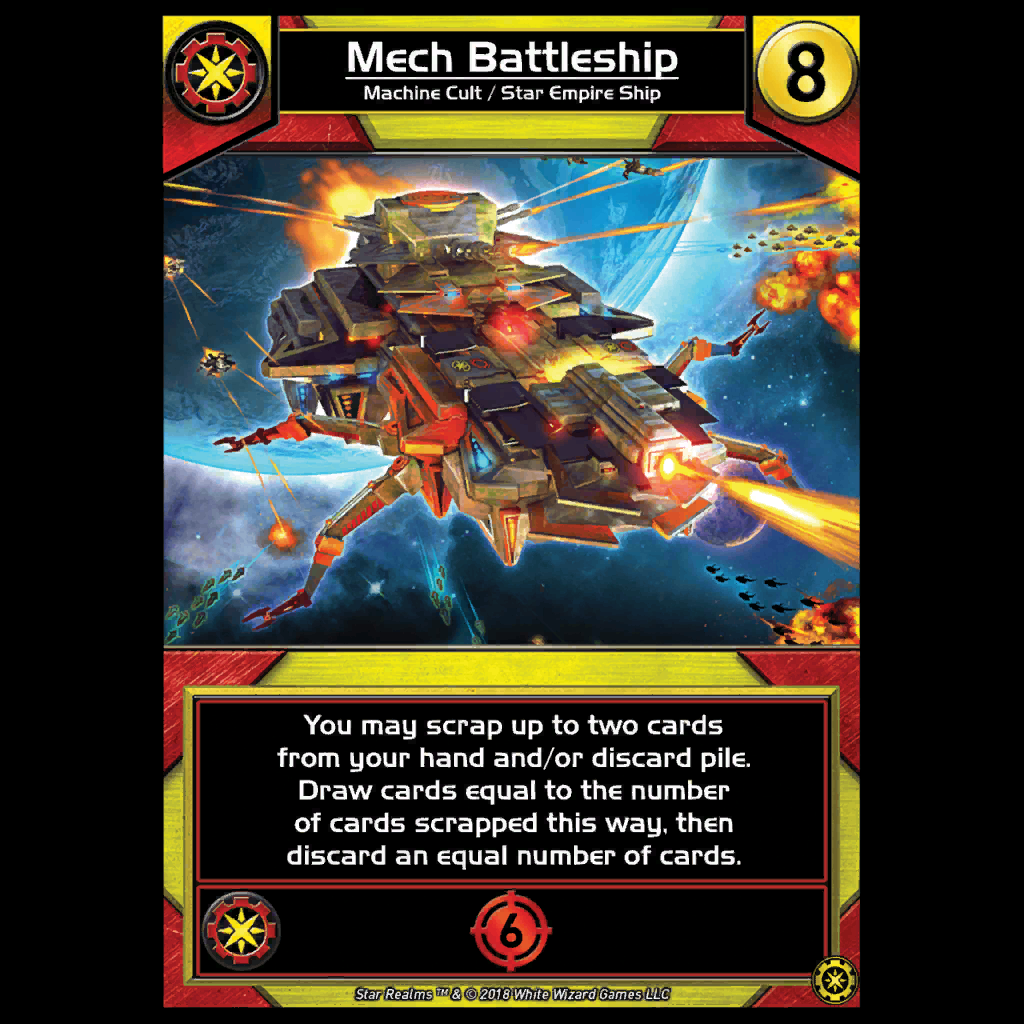 Mech Battleship
8
Machine Cult / Star Empire Ship
You may scrap up to two cards
from your hand and/or discard pile.
Draw cards equal to the number
of cards scrapped this way, then
discard an equal number of cards.
6
Star Realms ™ & © 2018 White Wizard Games LLC